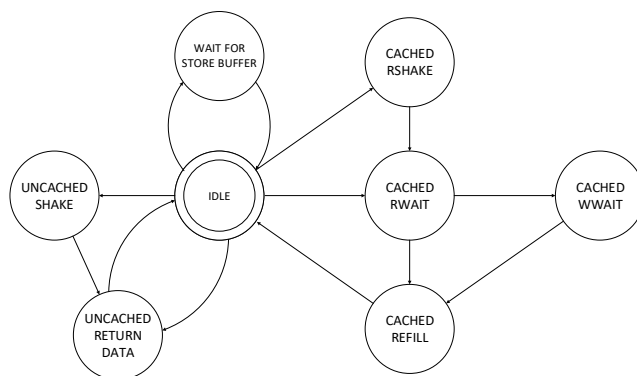 WAIT FOR
STORE BUFFER
CACHED
RSHAKE
UNCACHED
SHAKE
IDLE
CACHED
RWAIT
CACHED
WWAIT
UNCACHED
RETURN
DATA
CACHED
REFILL